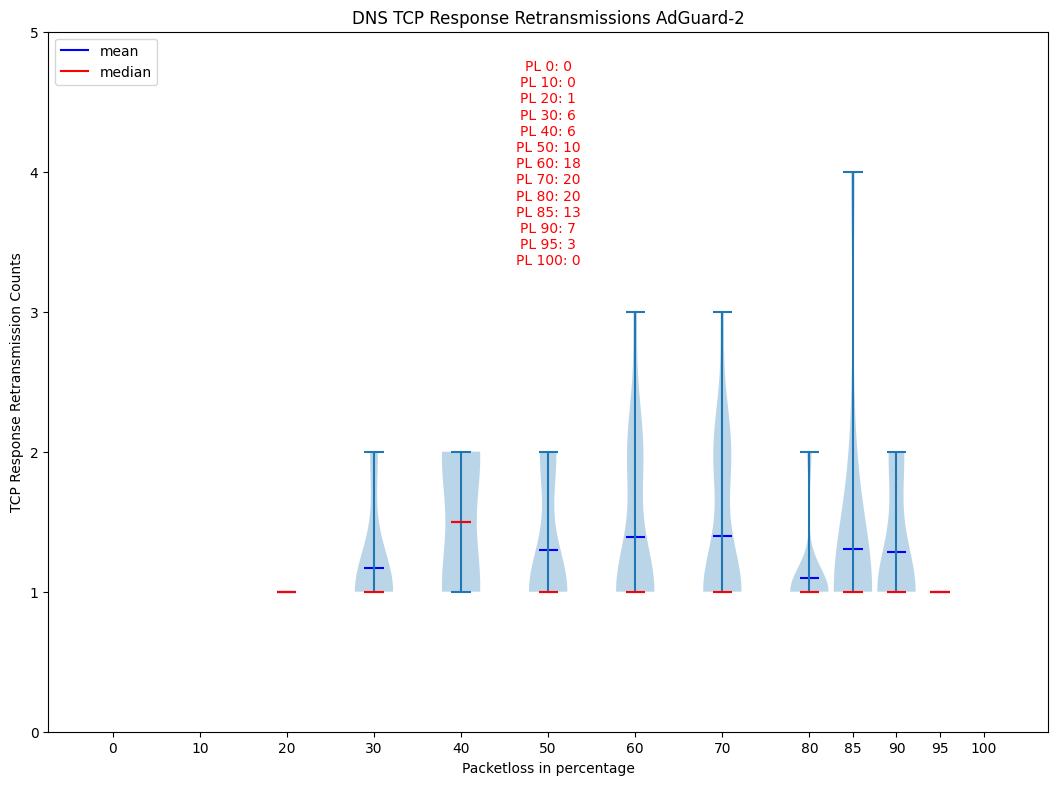 DNS TCP Response Retransmissions AdGuard-2
mean
median
PL 0: 0
PL 10: 0
PL 20: 1
PL 30: 6
PL 40: 6
PL 50: 10
PL 60: 18
PL 70: 20
PL 80: 20
PL 85: 13
PL 90: 7
PL 95: 3
PL 100: 0
TCP Response Retransmission Counts
5
4
3
2
1
0
0 10 20 30 40 50 60 70 80 85 90 95 100
Packetloss in percentage